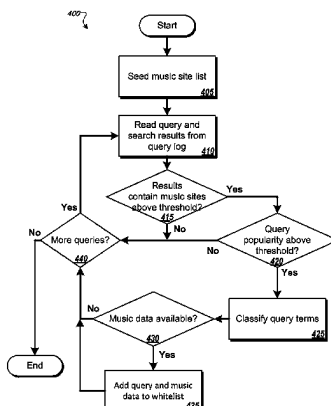 400
Start
Seed music site list
405
Read query and
search results from
query log
410
Results
contain music sites
above threshold?
415
Yes
No
Query
popularity above
threshold?
420
No
Yes
More queries?
440
Yes
No
Classify query terms
425
Music data available?
430
No
Yes
End
Add query and music
data to whitelist
435